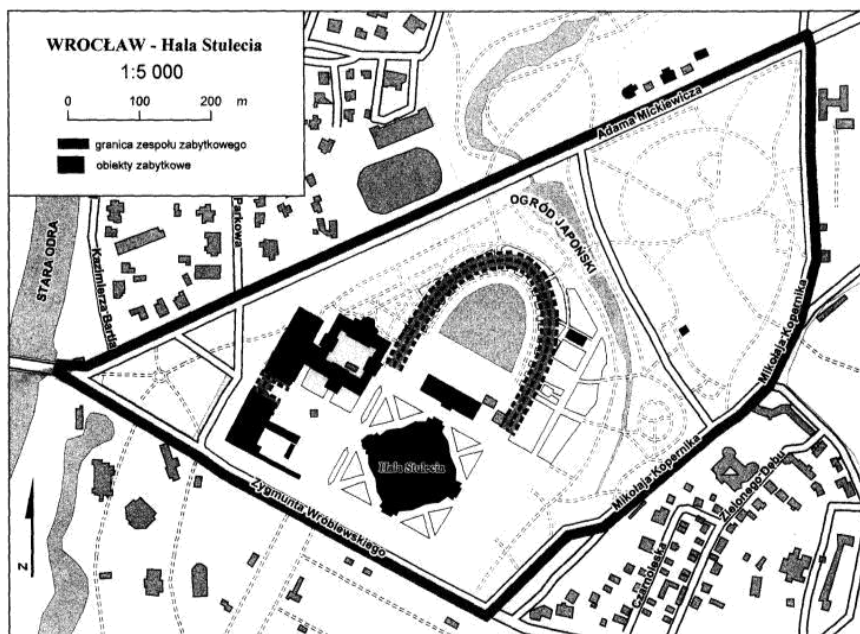 WROCŁAW - Hala Stulecia
1:5 000
0 100 200 m
granica zespołu zabytkowego
obiekty zabytkowe
Adama Mickiewicza
Parkowa
OGRÓD JAPOŃSKI
STARA ODRA
Kazimierza Bartla
Mikołaja Kopernika
Hala Stulecia
Mikołaja Kopernika
Zielonego Dębu
Zygmunta Wróblewskiego
Czarnoleska
N